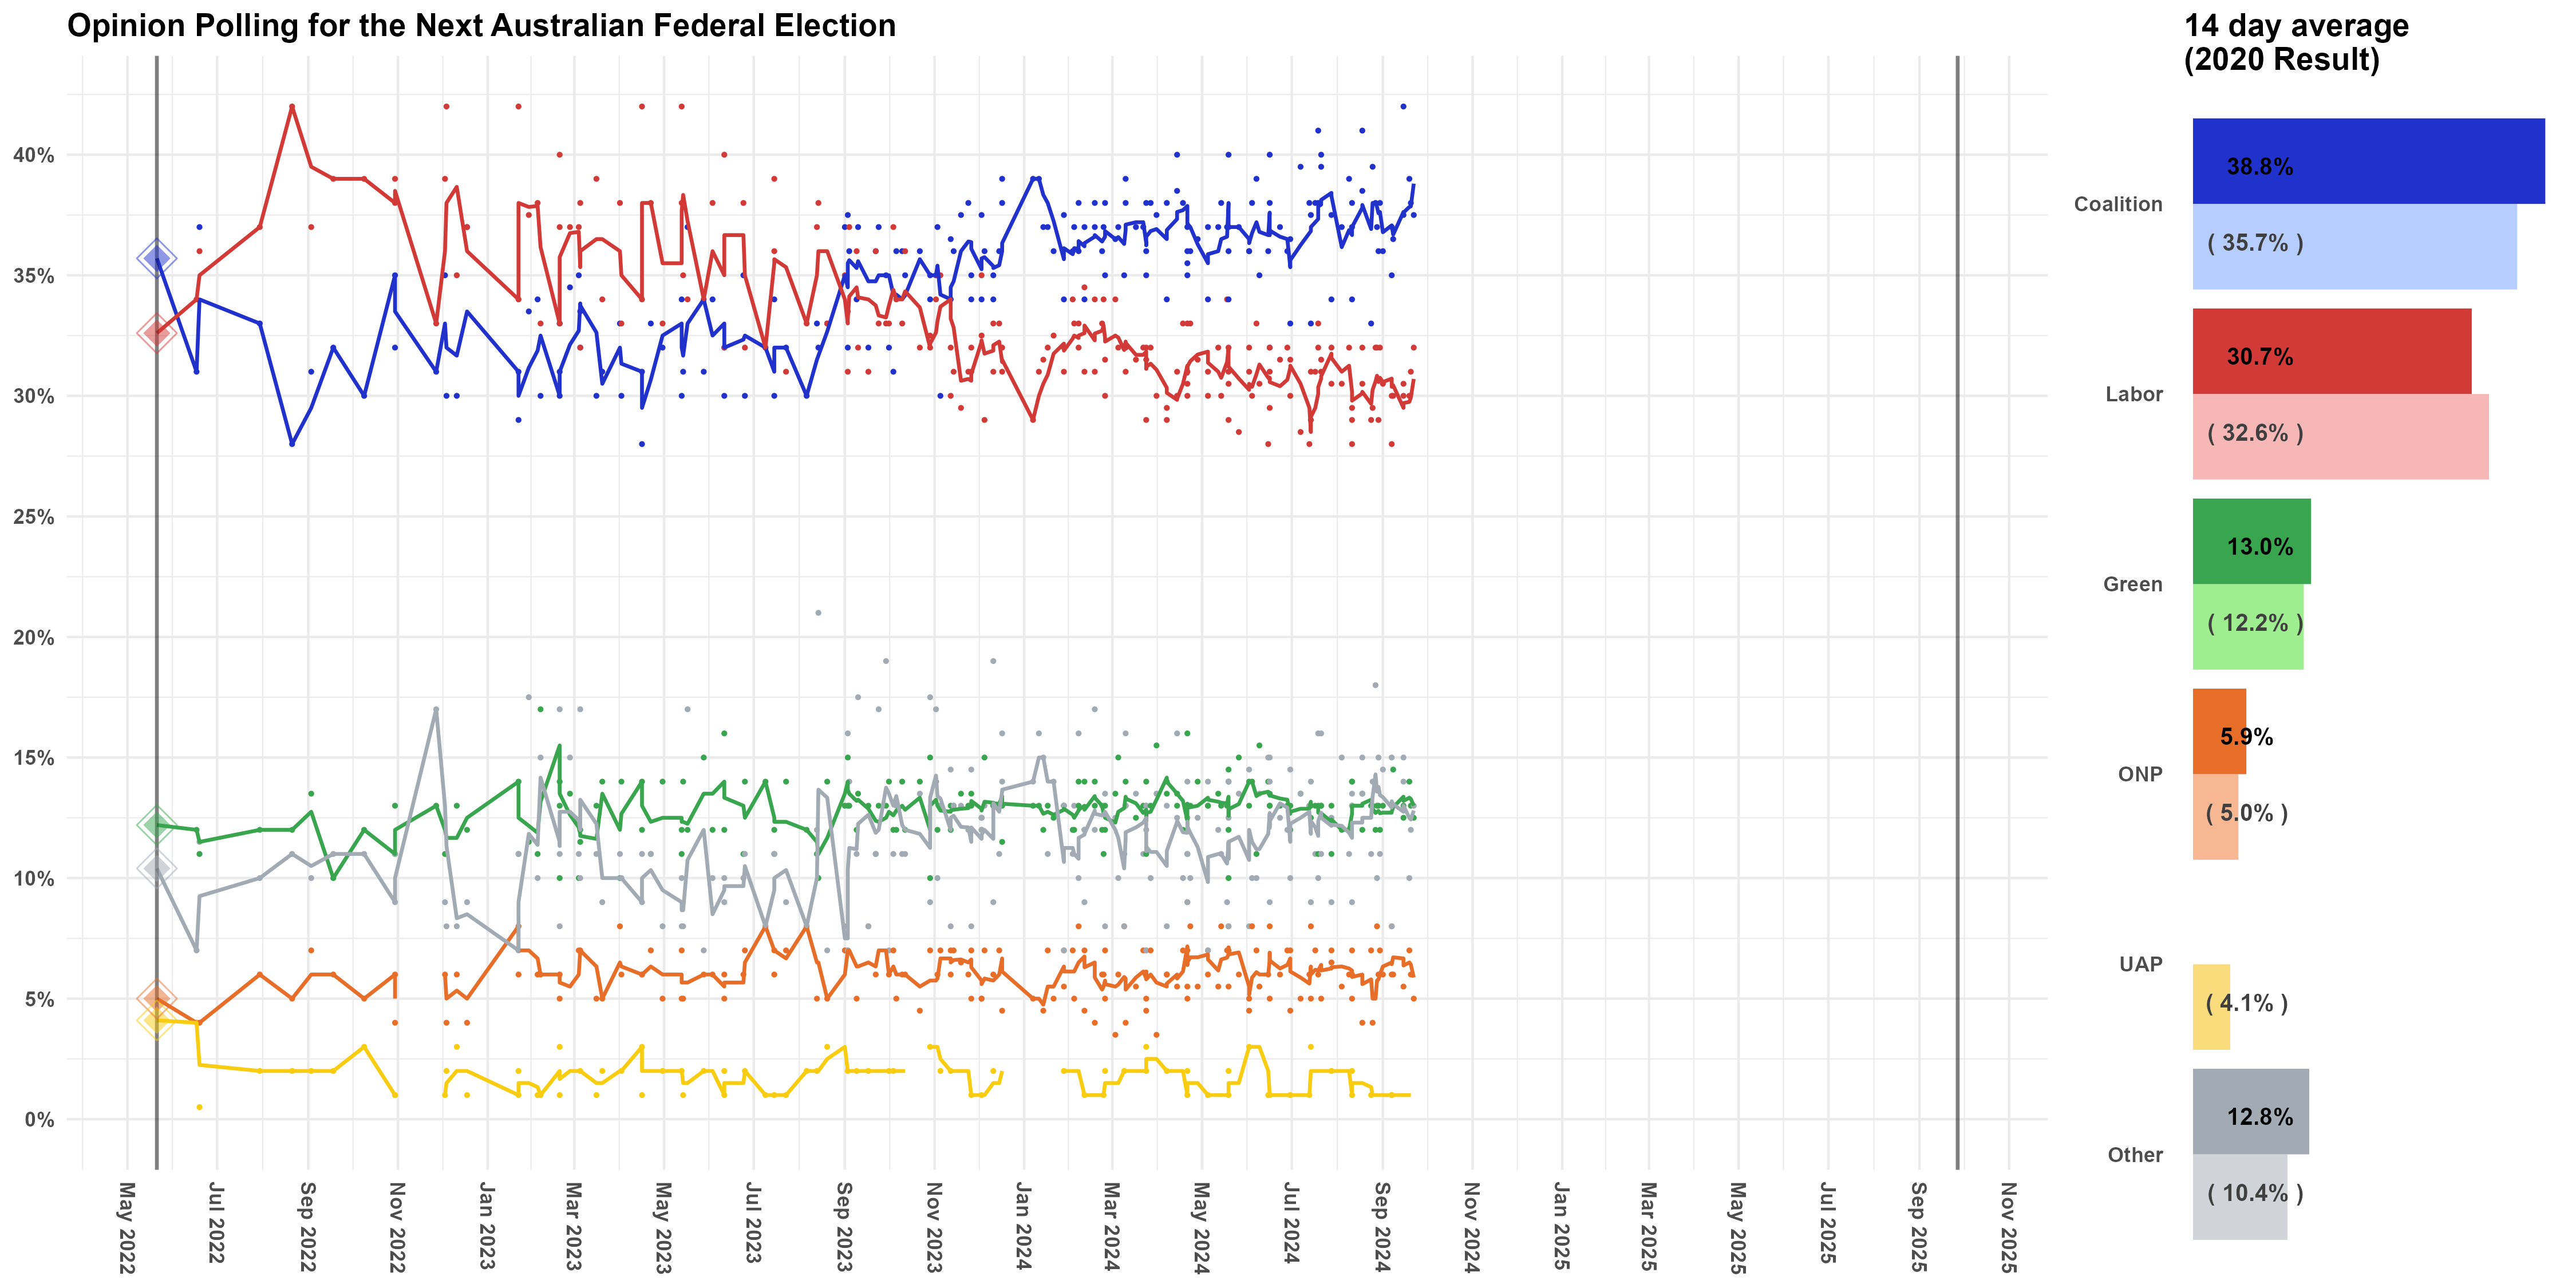 Opinion Polling for the Next Australian Federal Election
14 day average
(2020 Result)
40%
35%
30%
25%
20%
15%
10%
5%
0%
May 2022
Jul 2022
Sep 2022
Nov 2022
Jan 2023
Mar 2023
May 2023
Jul 2023
Sep 2023
Nov 2023
Jan 2024
Mar 2024
May 2024
Jul 2024
Sep 2024
Nov 2024
Jan 2025
Mar 2025
May 2025
Jul 2025
Sep 2025
Nov 2025
Coalition
38.8%
( 35.7% )
Labor
30.7%
( 32.6% )
Green
13.0%
( 12.2% )
ONP
5.9%
( 5.0% )
UAP
( 4.1% )
Other
12.8%
( 10.4% )